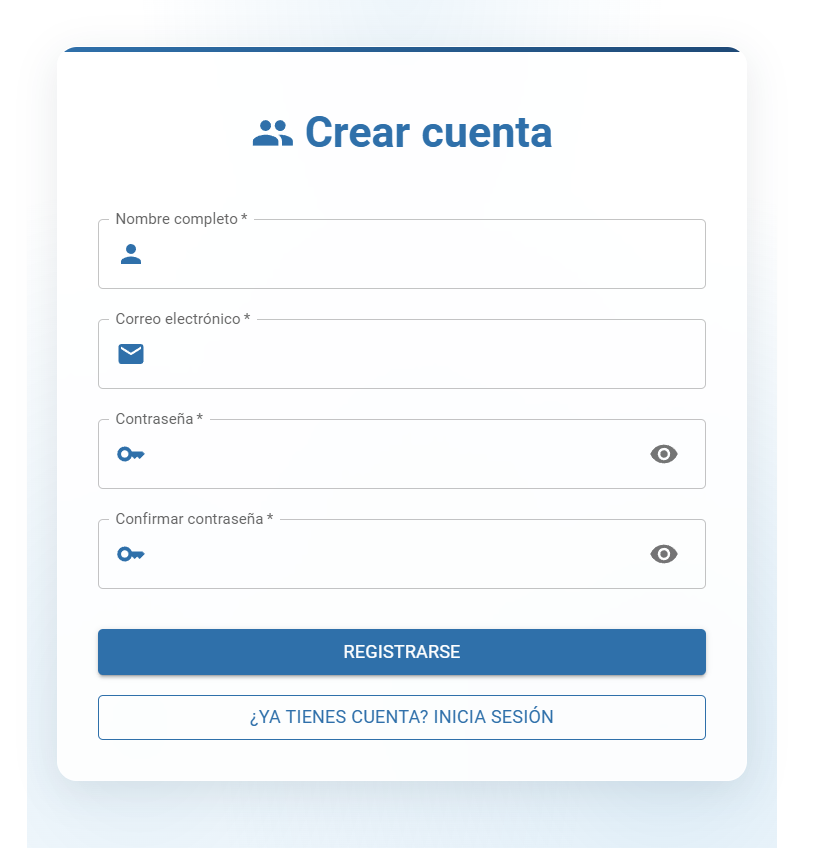 Crear cuenta
Nombre completo *
Correo electrónico *
Contraseña *
Confirmar contraseña *
REGISTRARSE
¿YA TIENES CUENTA? INICIA SESIÓN